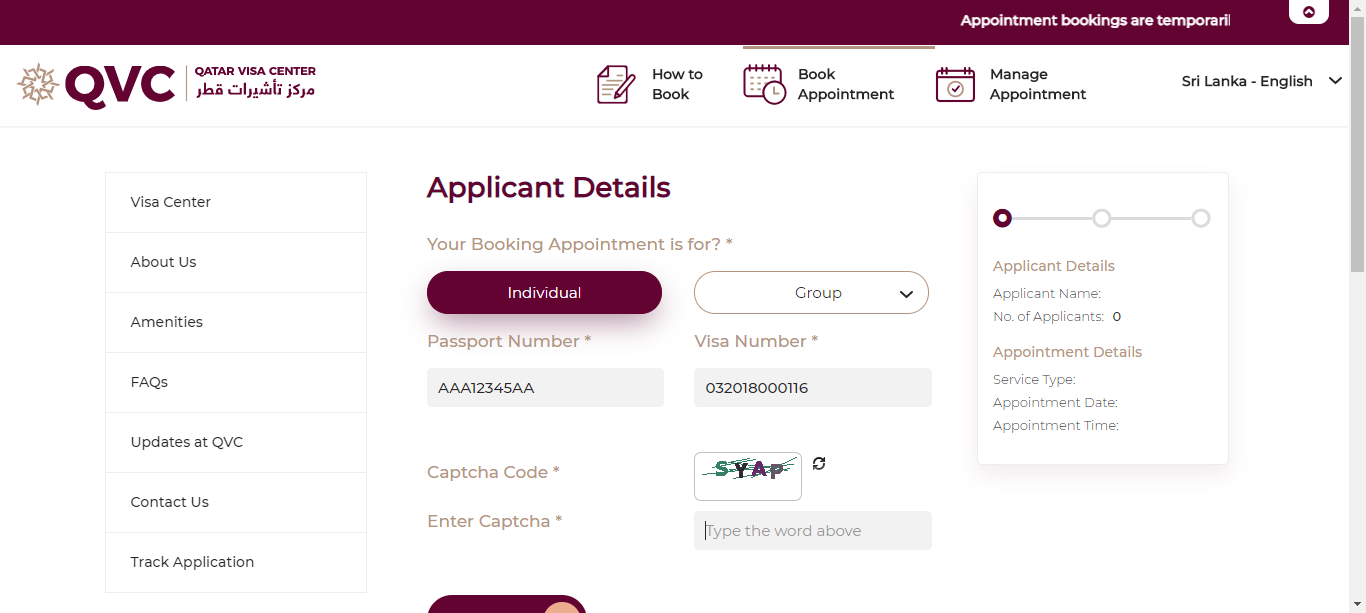 Appointment bookings are temporaril
QVC
QATAR VISA CENTER
مركز تأشيرات قطر
How to
Book
Book
Appointment
Manage
Appointment
Sri Lanka - English
Visa Center
About Us
Amenities
FAQs
Updates at QVC
Contact Us
Track Application
Applicant Details
Your Booking Appointment is for? *
Individual
Group
Passport Number *
Visa Number *
AAA12345AA
032018000116
Captcha Code *
SYAP
Enter Captcha *
Type the word above
Applicant Details
Applicant Name:
No. of Applicants: 0
Appointment Details
Service Type:
Appointment Date:
Appointment Time: